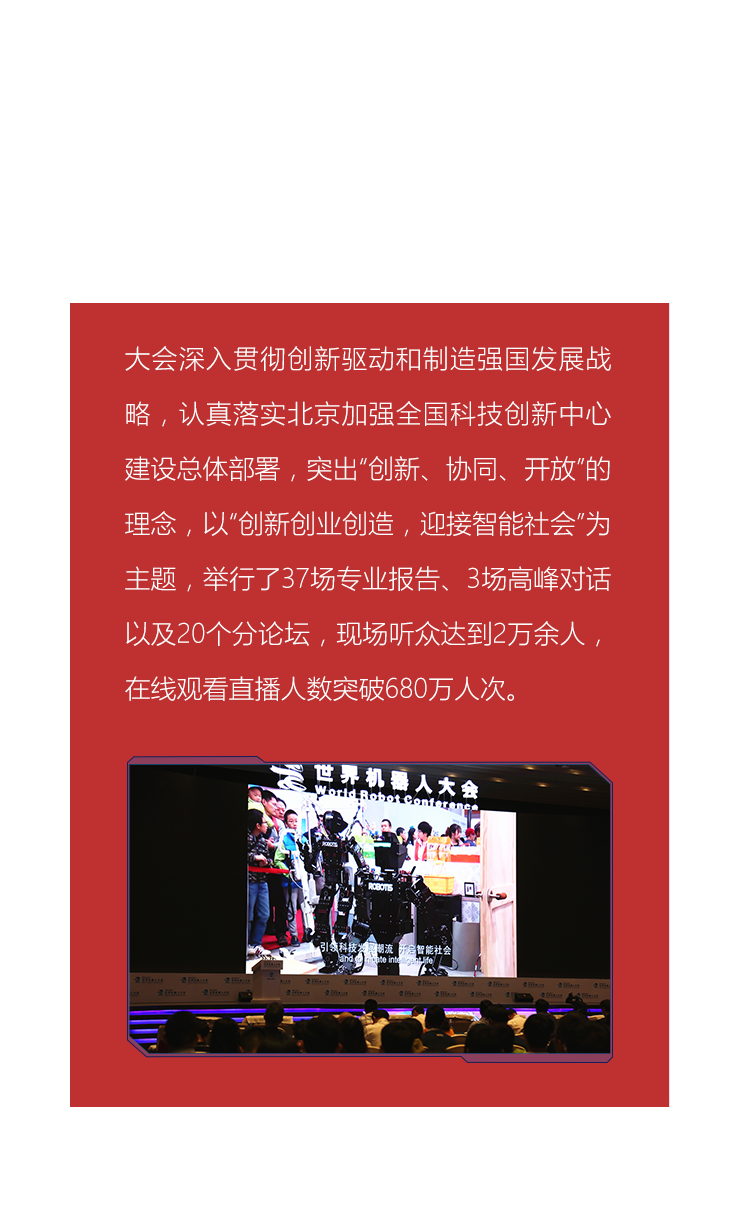 大会深入贯彻创新驱动和制造强国发展战
略，认真落实北京加强全国科技创新中心
建设总体部署，突出“创新、协同、开放”的
理念，以“创新创业创造，迎接智能社会”为
主题，举行了37场专业报告、3场高峰对话
以及20个分论坛，现场听众达到2万余人，
在线观看直播人数突破680万人次。
世界机器人大会
World Robot Conference
ROBOTIS
ROBOTIS
引领科技发展潮流 开启智能社会
intelligent life